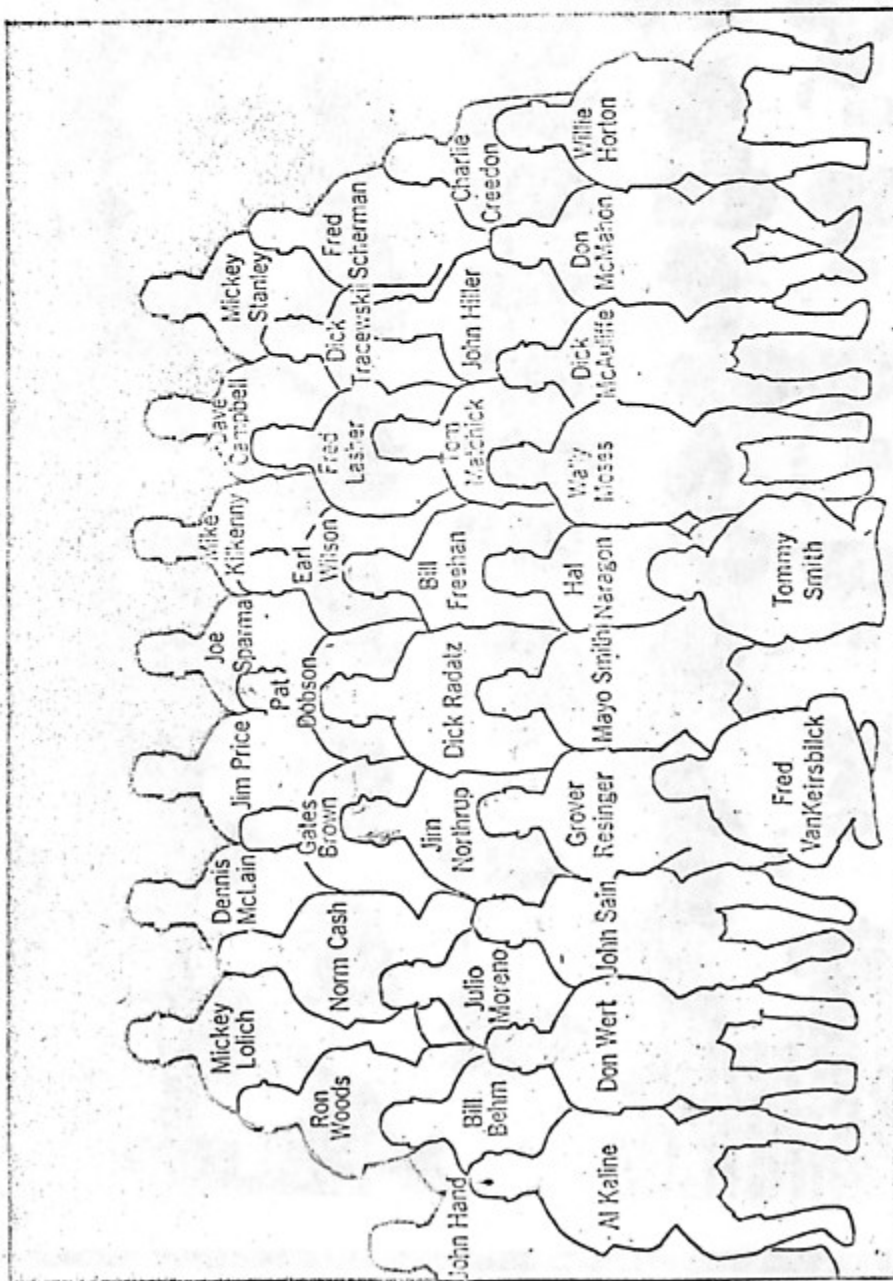 Mickey
Lolich
Dennis
McLain
Jim Price
Joe
Sparma
Mike
Kilkenny
Dave
Campbell
Mickey
Stanley
Ron
Woods
Norm Cash
Gates
Brown
Pat
Dobson
Earl
Wilson
Fred
Lasher
Dick
Tracewski
Fred
Scherman
John Hand
Bill
Behm
Julio
Moreno
Jim
Northrup
Dick Radatz
Bill
Freehan
Tom
Matchick
John Hiller
Charlie
Creedon
Al Kaline
Don Wert
John Sain
Grover
Resinger
Mayo Smith
Hal
Naragon
Wally
Moses
Dick
McAuliffe
Don
McMahon
Willie
Horton
Fred
VanKeirsbilck
Tommy
Smith